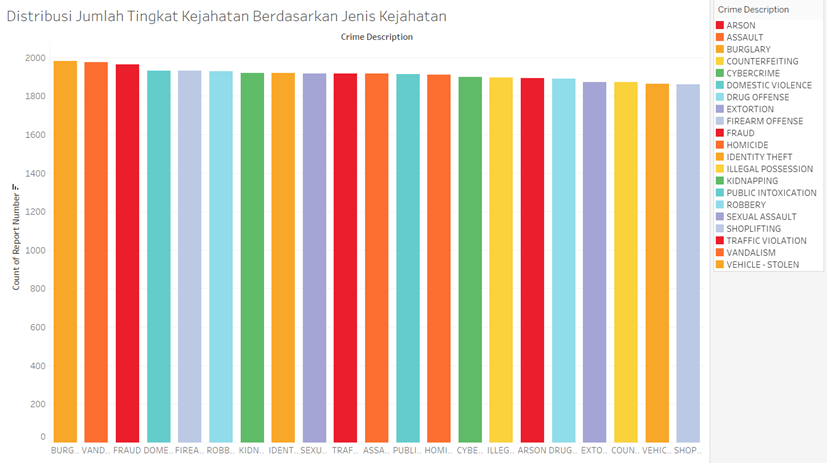 Distribusi Jumlah Tingkat Kejahatan Berdasarkan Jenis Kejahatan
Crime Description
Count of Report Number
2000
1800
1600
1400
1200
1000
800
600
400
200
0
BURG.. VAND.. FRAUD DOME.. FIREA.. ROBB.. KIDN.. IDENT.. SEXU.. TRAF.. ASSA.. PUBLI.. HOMI.. CYBE.. ILLEG.. ARSON DRUG.. EXTO.. COUN.. VEHIC.. SHOP..
Crime Description
ARSON
ASSAULT
BURGLARY
COUNTERFEITING
CYBERCRIME
DOMESTIC VIOLENCE
DRUG OFFENSE
EXTORTION
FIREARM OFFENSE
FRAUD
HOMICIDE
IDENTITY THEFT
ILLEGAL POSSESSION
KIDNAPPING
PUBLIC INTOXICATION
ROBBERY
SEXUAL ASSAULT
SHOPLIFTING
TRAFFIC VIOLATION
VANDALISM
VEHICLE - STOLEN